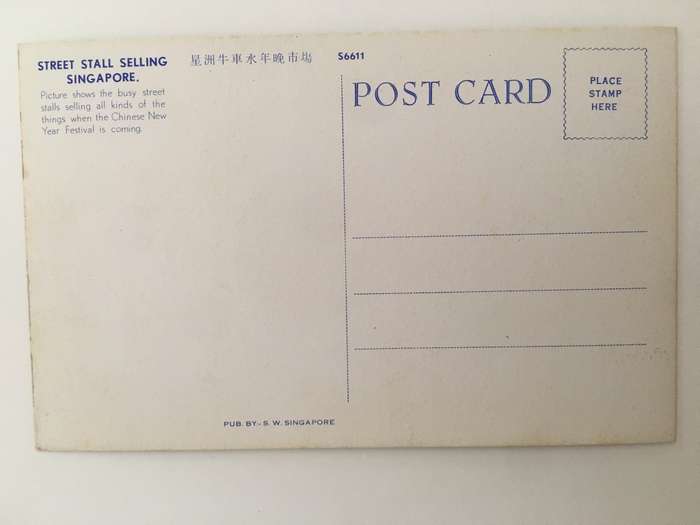 STREET STALL SELLING
SINGAPORE.
Picture shows the busy street
stalls selling all kinds of the
things when the Chinese New
Year Festival is coming.
星洲牛車水年晚市場
S6611
POST CARD
PLACE
STAMP
HERE
PUB. BY - S. W. SINGAPORE